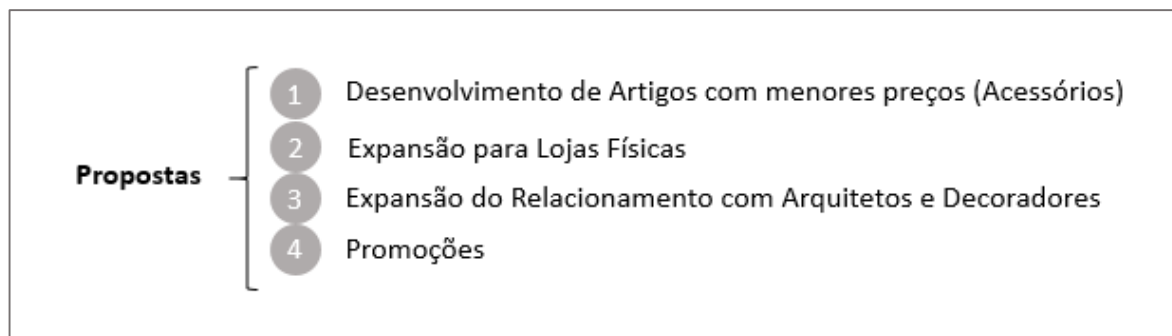 Propostas
1 Desenvolvimento de Artigos com menores preços (Acessórios)
2 Expansão para Lojas Físicas
3 Expansão do Relacionamento com Arquitetos e Decoradores
4 Promoções